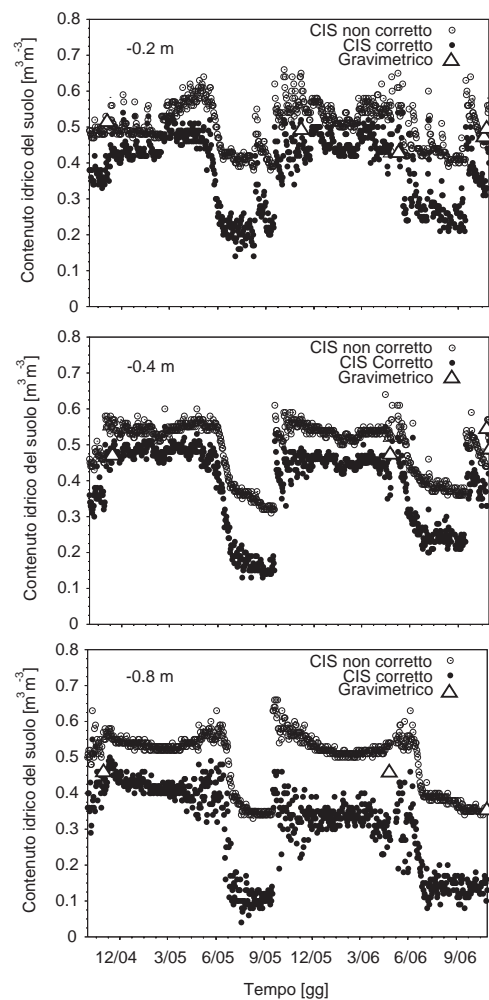 0.8
0.7
0.6
0.5
0.4
0.3
0.2
0.1
0
Contenuto idrico del suolo [m³ m⁻³]
-0.2 m
CIS non corretto
CIS corretto
Gravimetrico
0.8
0.7
0.6
0.5
0.4
0.3
0.2
0.1
0
Contenuto idrico del suolo [m³ m⁻³]
-0.4 m
CIS non corretto
CIS Corretto
Gravimetrico
0.8
0.7
0.6
0.5
0.4
0.3
0.2
0.1
0
Contenuto idrico del suolo [m³ m⁻³]
-0.8 m
CIS non corretto
CIS corretto
Gravimetrico
12/04 3/05 6/05 9/05 12/05 3/06 6/06 9/06
Tempo [gg]